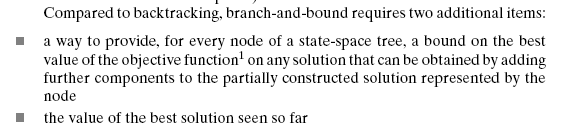 Compared to backtracking, branch-and-bound requires two additional items:
a way to provide, for every node of a state-space tree, a bound on the best
value of the objective function¹ on any solution that can be obtained by adding
further components to the partially constructed solution represented by the
node
the value of the best solution seen so far